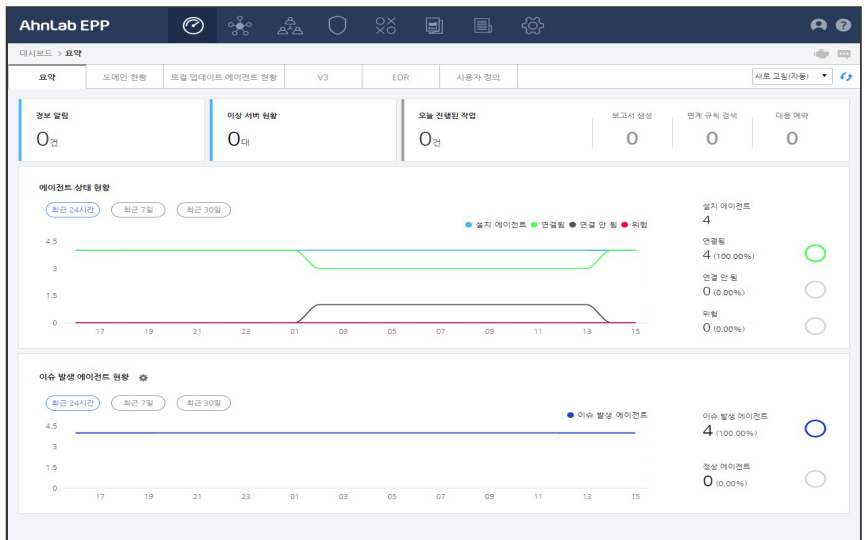 AhnLab EPP
대시보드 > 요약
요약 도메인 현황 로컬 업데이트 에이전트 현황 V3 EDR 사용자 정의 새로 고침(자동)
경보 알림 이상 서버 현황 오늘 진행된 작업 보고서 생성 연계 규칙 검색 대응 예약
0건 0대 0건 0 0 0
에이전트 상태 현황
최근 24시간 최근 7일 최근 30일
설치 에이전트 연결됨 연결 안 됨 위험
4.5
3
1.5
0
17 19 21 23 01 03 05 07 09 11 13 15
설치 에이전트
4
연결됨
4 (100.00%)
연결 안 됨
0 (0.00%)
위험
0 (0.00%)
이슈 발생 에이전트 현황
최근 24시간 최근 7일 최근 30일
이슈 발생 에이전트
4.5
3
1.5
0
17 19 21 23 01 03 05 07 09 11 13 15
이슈 발생 에이전트
4 (100.00%)
정상 에이전트
0 (0.00%)